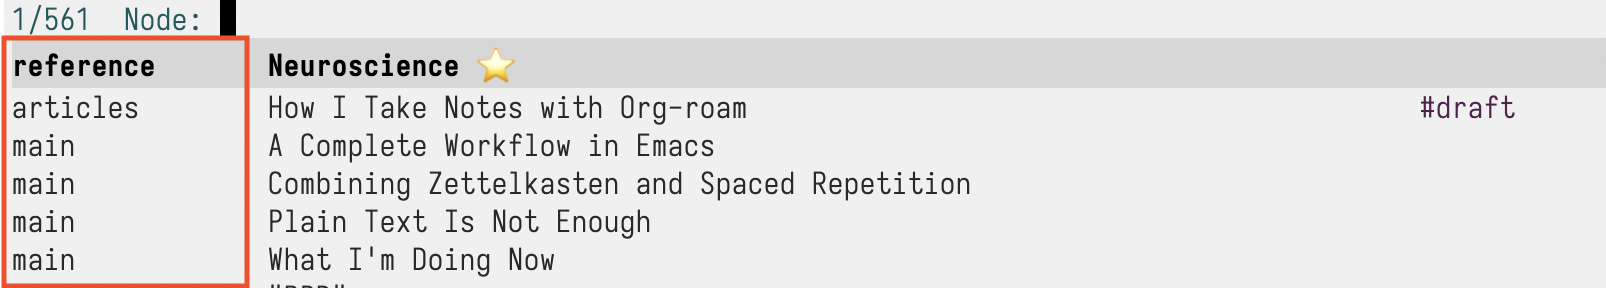 1/561 Node:
reference Neuroscience ⭐
articles How I Take Notes with Org-roam #draft
main A Complete Workflow in Emacs
main Combining Zettelkasten and Spaced Repetition
main Plain Text Is Not Enough
main What I'm Doing Now